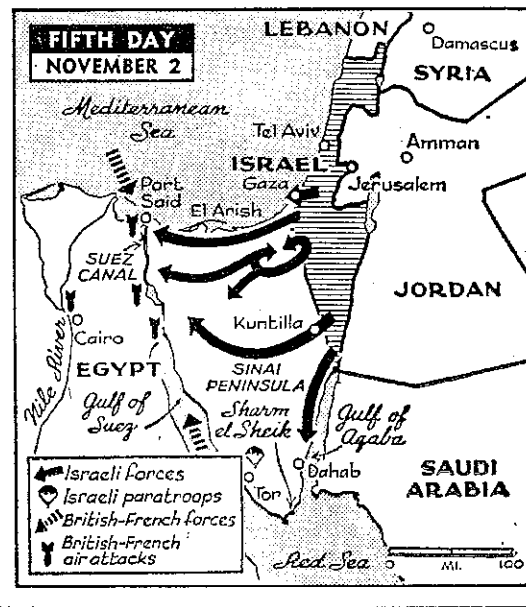 FIFTH DAY
NOVEMBER 2
LEBANON
Damascus
SYRIA
Mediterranean
Sea
Tel Aviv
Amman
ISRAEL
Port
Said
Gaza
Jerusalem
El Arish
SUEZ
CANAL
JORDAN
Kuntilla
Cairo
Nile River
EGYPT
SINAI
PENINSULA
Gulf of
Suez
Sharm
el Sheik
Gulf of
Aqaba
Dahab
Tor
SAUDI
ARABIA
Israeli forces
Israeli paratroops
British-French forces
British-French
air attacks
Red Sea
0 MI. 100